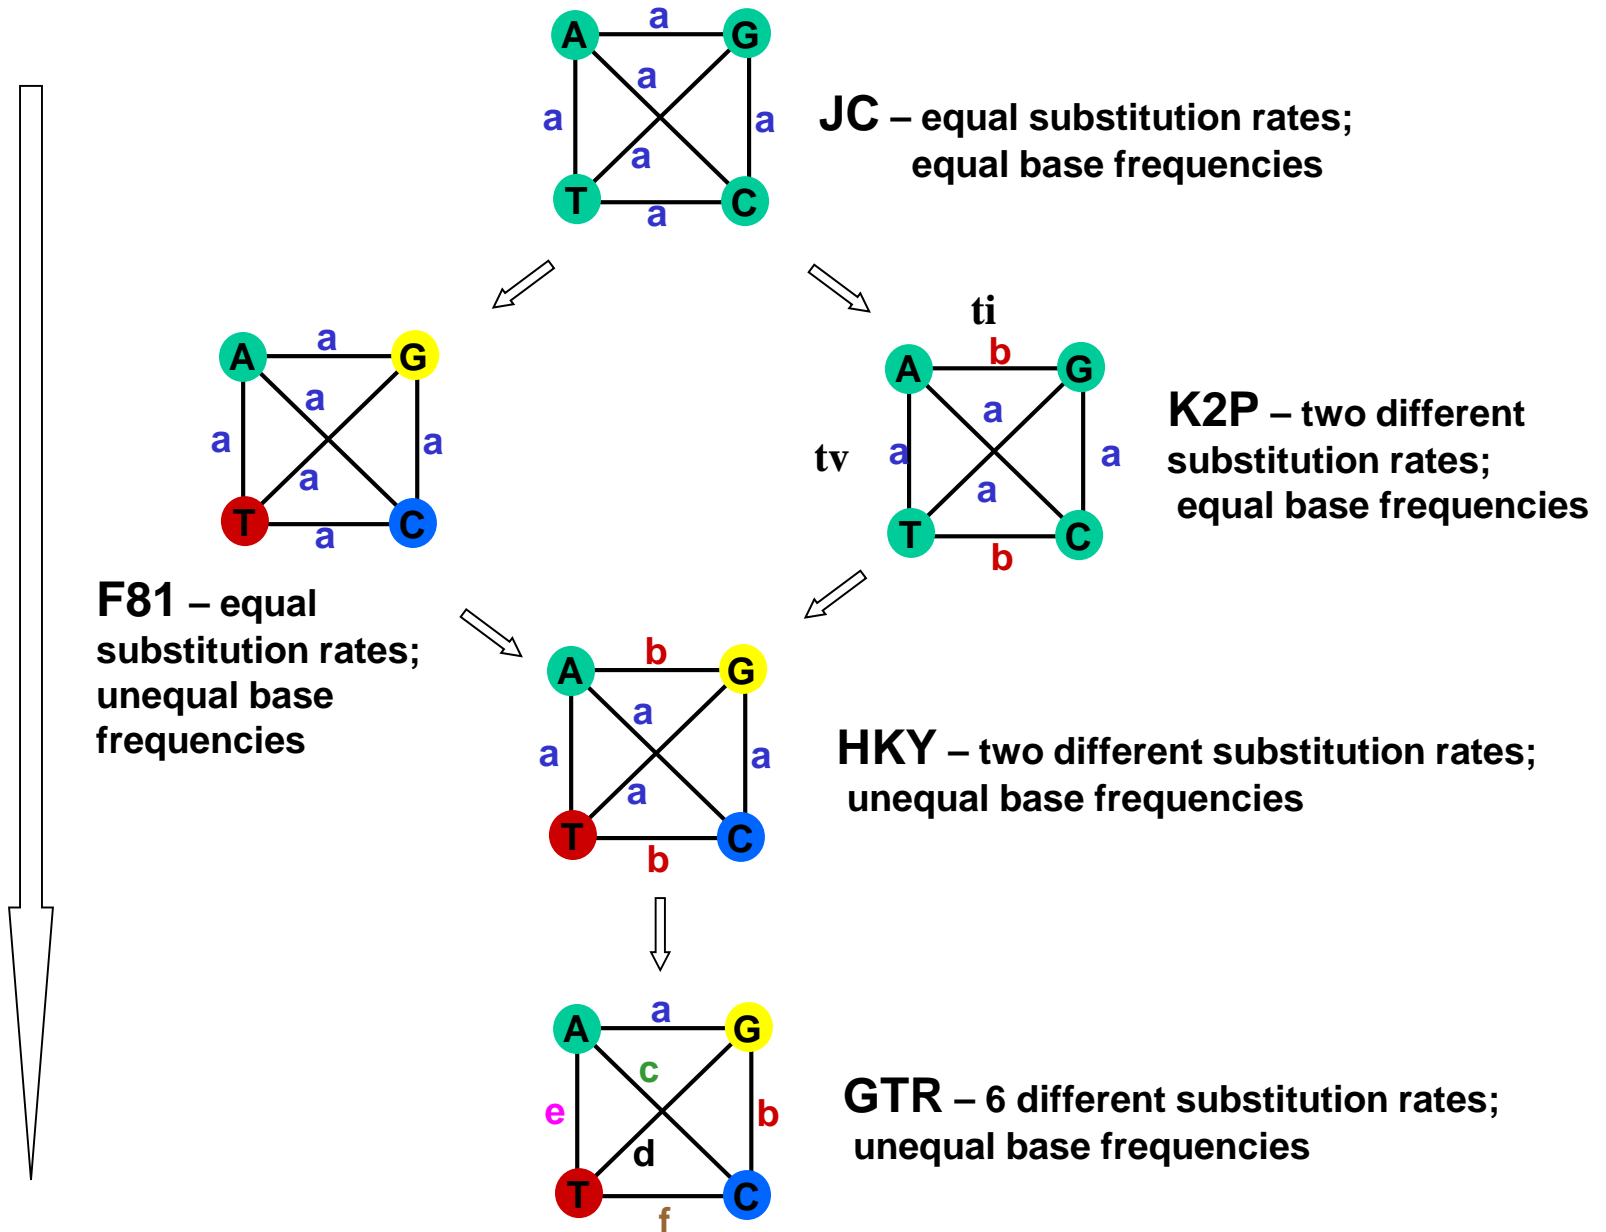 A a G
a
a a
a
T a C
JC – equal substitution rates;
equal base frequencies
A a G
a
a a
a
T a C
F81 – equal
substitution rates;
unequal base
frequencies
ti
A b G
a
tv a a
a
T b C
K2P – two different
substitution rates;
equal base frequencies
A b G
a
a a
a
T b C
HKY – two different substitution rates;
unequal base frequencies
A a G
c
e b
d
T f C
GTR – 6 different substitution rates;
unequal base frequencies